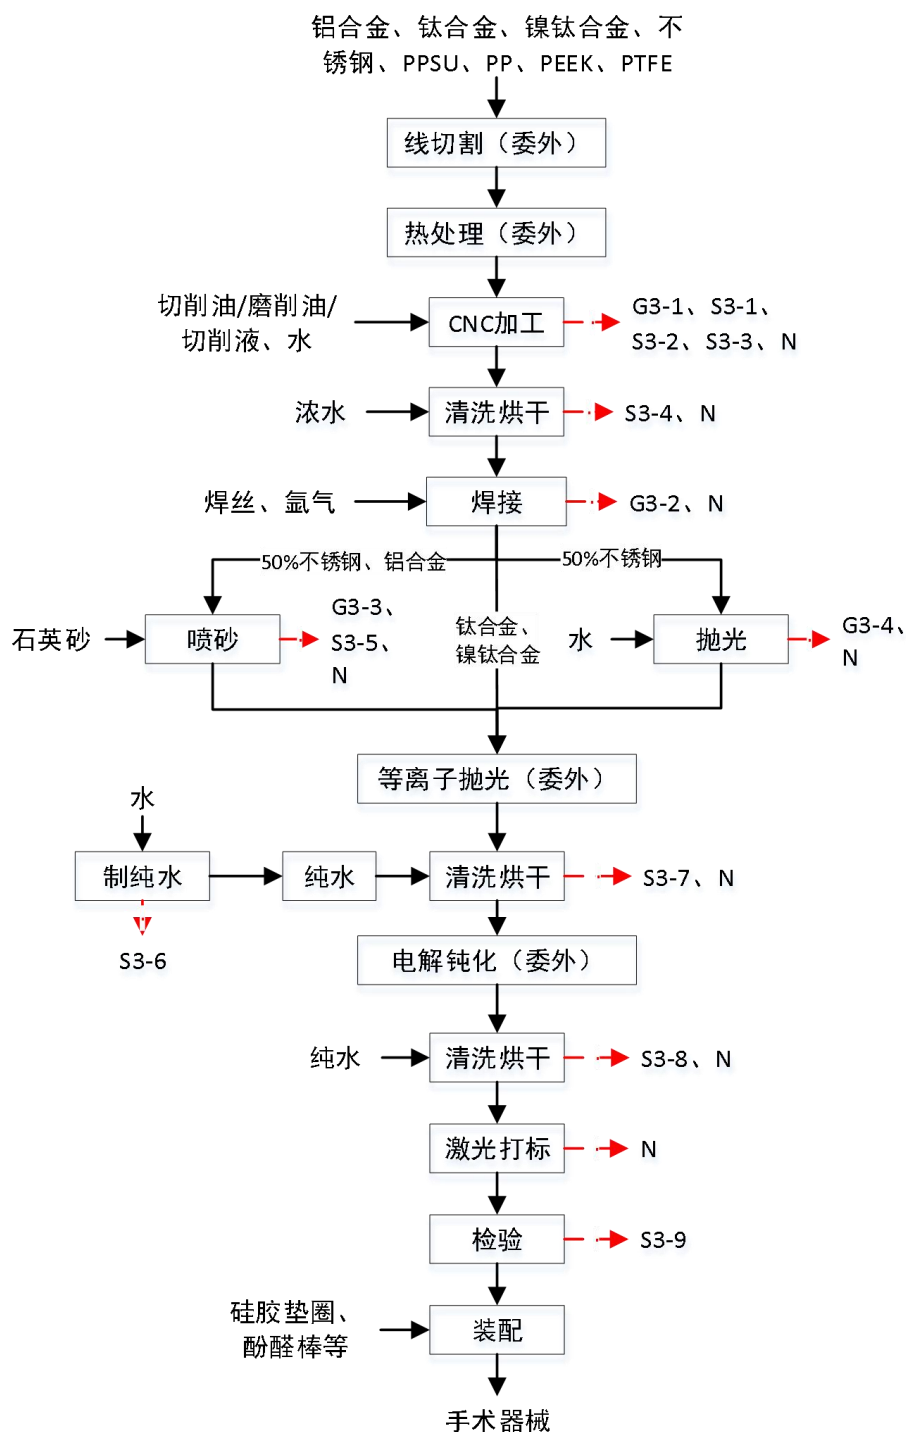 铝合金、钛合金、镍钛合金、不
锈钢、PPSU、PP、PEEK、PTFE
线切割（委外）
热处理（委外）
切削油/磨削油/
切削液、水
CNC加工
G3-1、S3-1、
S3-2、S3-3、N
浓水
清洗烘干
S3-4、N
焊丝、氩气
焊接
G3-2、N
50%不锈钢、铝合金
50%不锈钢
石英砂
喷砂
G3-3、
S3-5、
N
钛合金、
镍钛合金
水
抛光
G3-4、
N
等离子抛光（委外）
水
制纯水
纯水
清洗烘干
S3-7、N
S3-6
电解钝化（委外）
纯水
清洗烘干
S3-8、N
激光打标
N
检验
S3-9
硅胶垫圈、
酚醛棒等
装配
手术器械